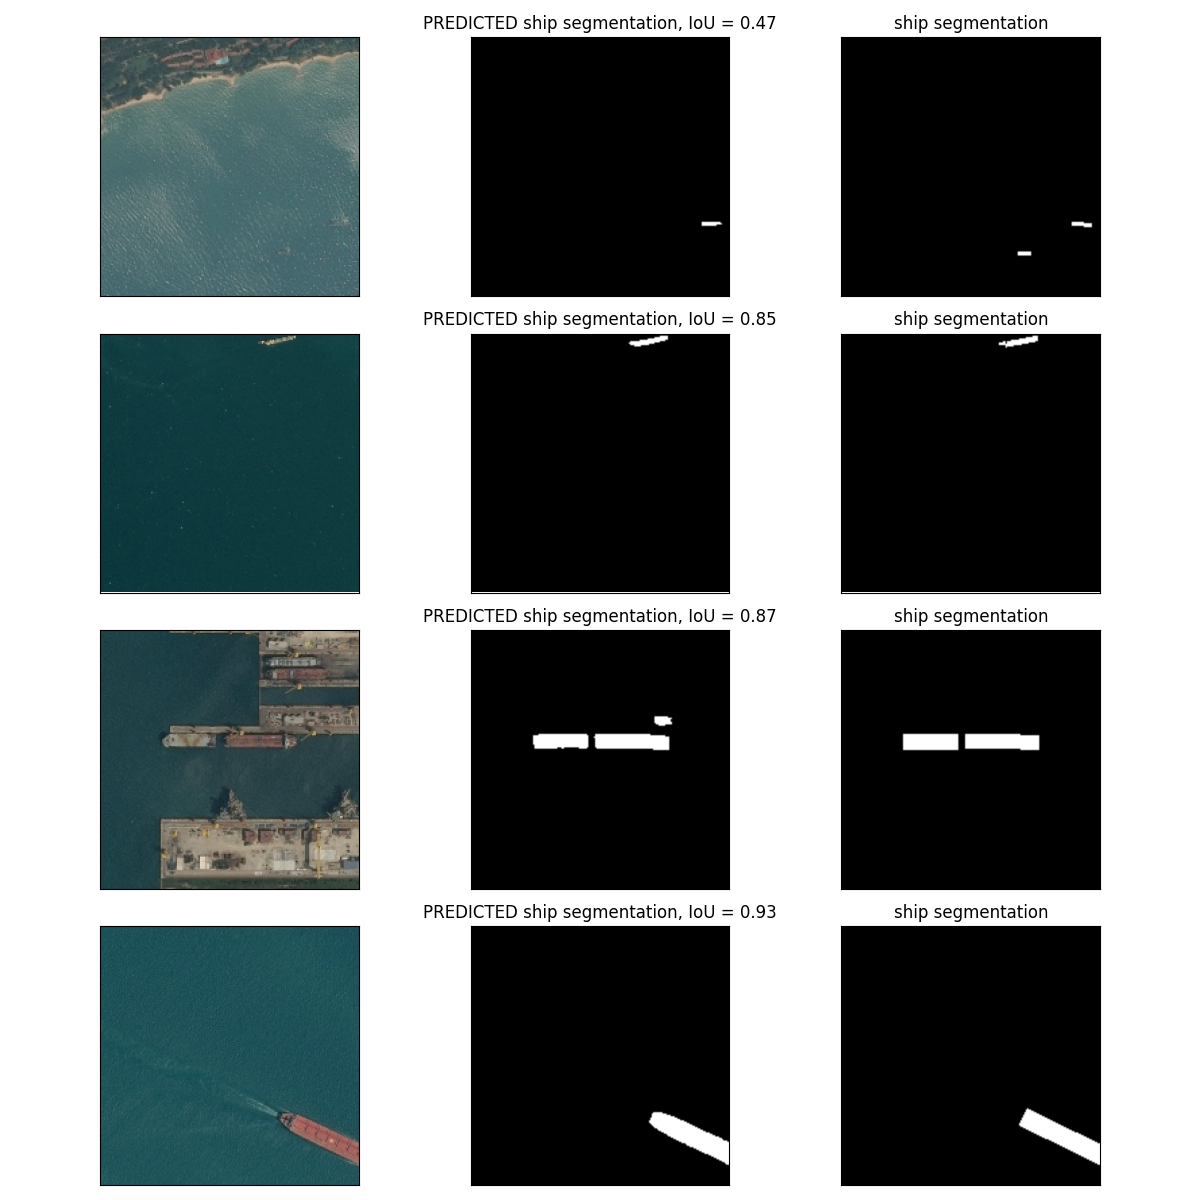 PREDICTED ship segmentation, IoU = 0.47
ship segmentation
PREDICTED ship segmentation, IoU = 0.85
ship segmentation
PREDICTED ship segmentation, IoU = 0.87
ship segmentation
PREDICTED ship segmentation, IoU = 0.93
ship segmentation